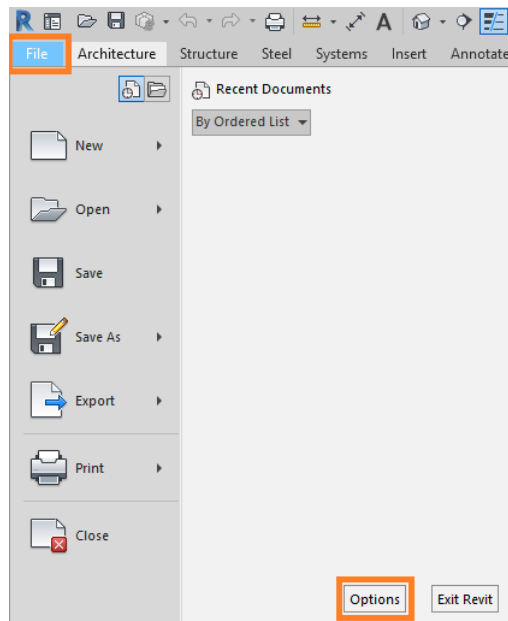 R
A
File Architecture Structure Steel Systems Insert Annotate
Recent Documents
By Ordered List
New
Open
Save
Save As
Export
Print
Close
Options Exit Revit